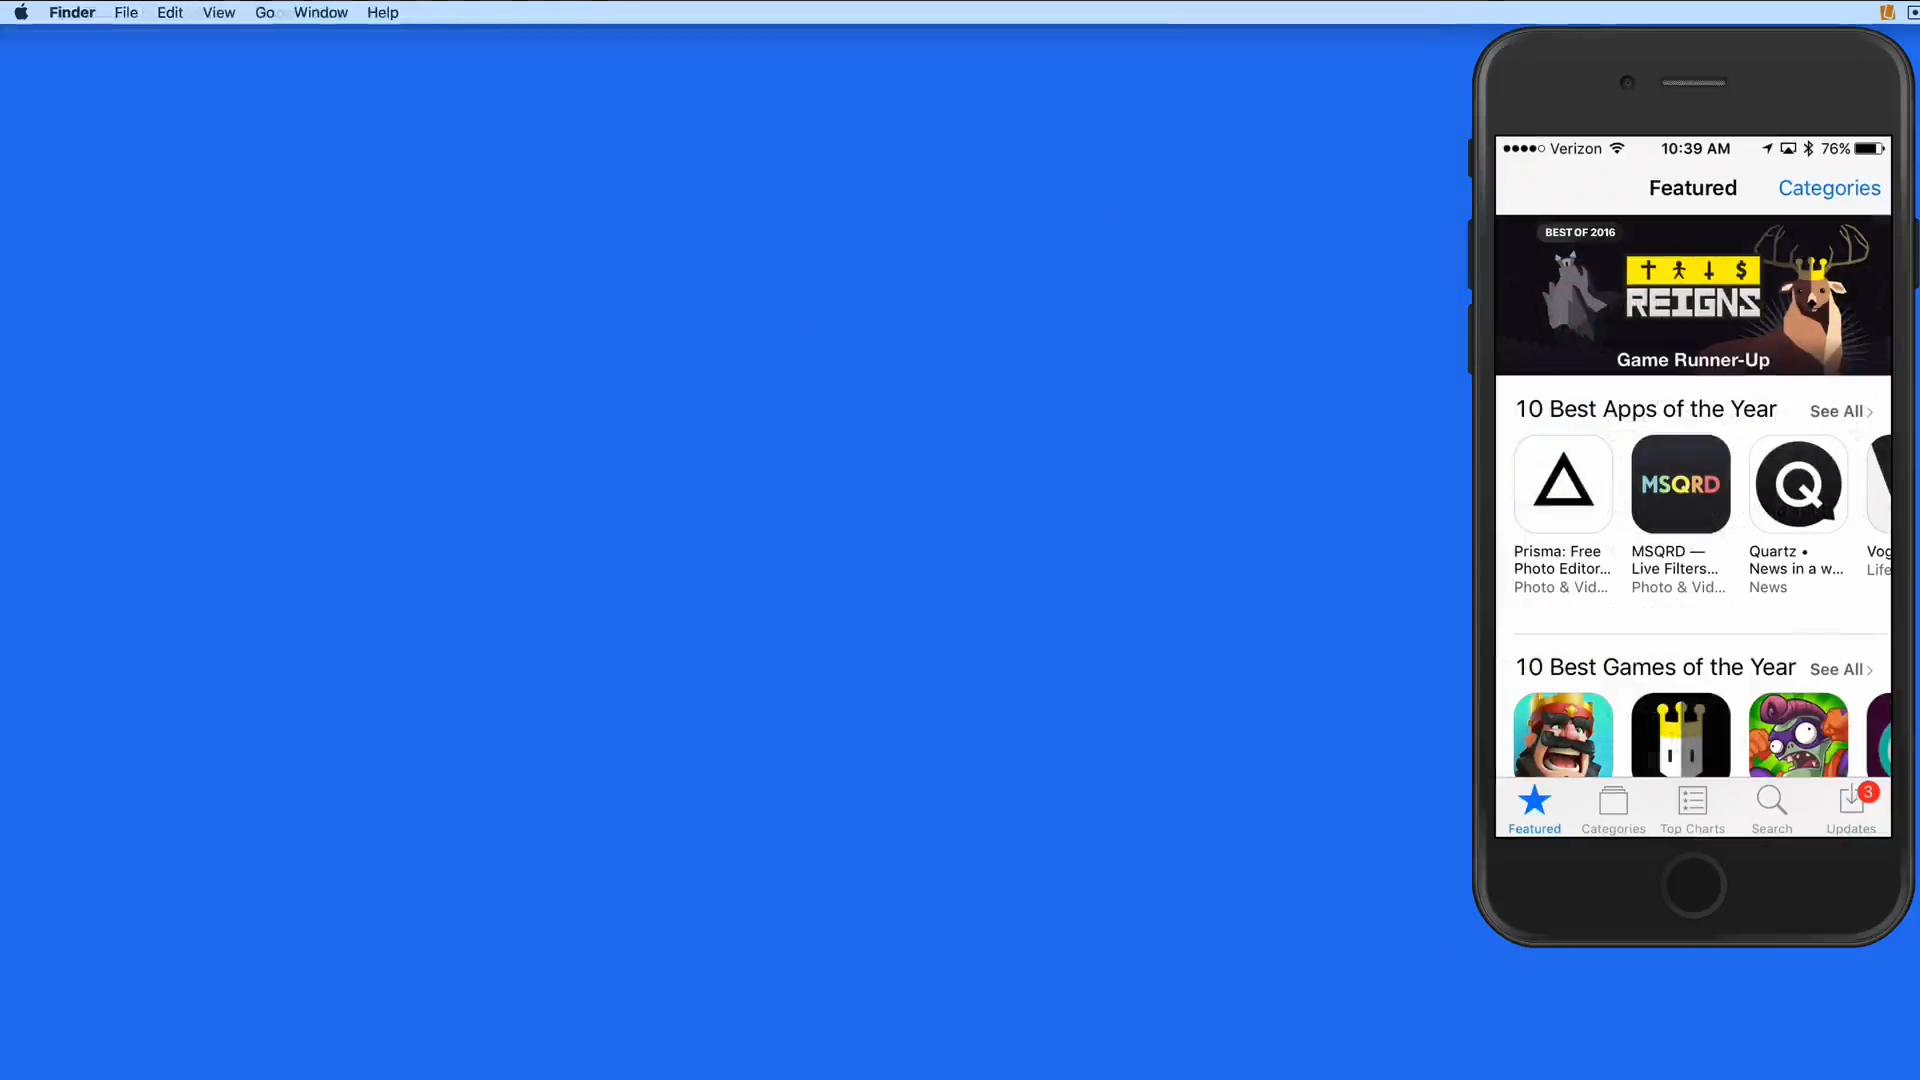 Finder File Edit View Go Window Help
Verizon 10:39 AM 76%
Featured Categories
BEST OF 2016
REIGNS
Game Runner-Up
10 Best Apps of the Year See All
MSQRD
Q
Prisma: Free MSQRD — Quartz • Vog
Photo Editor... Live Filters... News in a w... Life
Photo & Vid... Photo & Vid... News
10 Best Games of the Year See All
3
Featured Categories Top Charts Search Updates